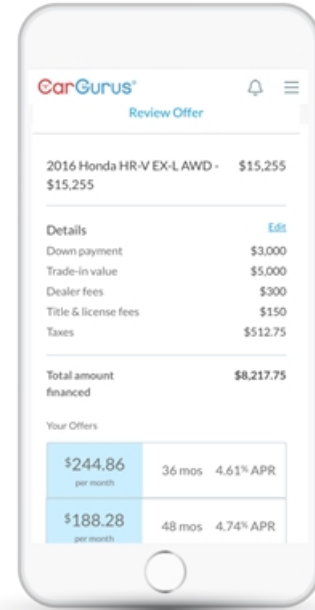 CarGurus®
Review Offer
2016 Honda HR-V EX-L AWD - $15,255
$15,255
Details Edit
Down payment $3,000
Trade-in value $5,000
Dealer fees $300
Title & license fees $150
Taxes $512.75
Total amount $8,217.75
financed
Your Offers
$244.86 36 mos 4.61% APR
per month
$188.28 48 mos 4.74% APR
per month